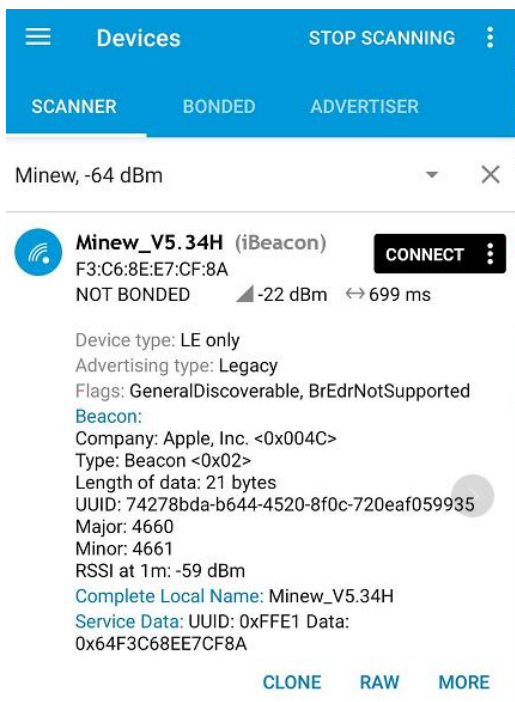 Devices STOP SCANNING
SCANNER BONDED ADVERTISER
Minew, -64 dBm
Minew_V5.34H (iBeacon)
CONNECT
F3:C6:8E:E7:CF:8A
NOT BONDED -22 dBm 699 ms
Device type: LE only
Advertising type: Legacy
Flags: GeneralDiscoverable, BrEdrNotSupported
Beacon:
Company: Apple, Inc. <0x004C>
Type: Beacon <0x02>
Length of data: 21 bytes
UUID: 74278bda-b644-4520-8f0c-720eaf059935
Major: 4660
Minor: 4661
RSSI at 1m: -59 dBm
Complete Local Name: Minew_V5.34H
Service Data: UUID: 0xFFE1 Data:
0x64F3C68EE7CF8A
CLONE RAW MORE